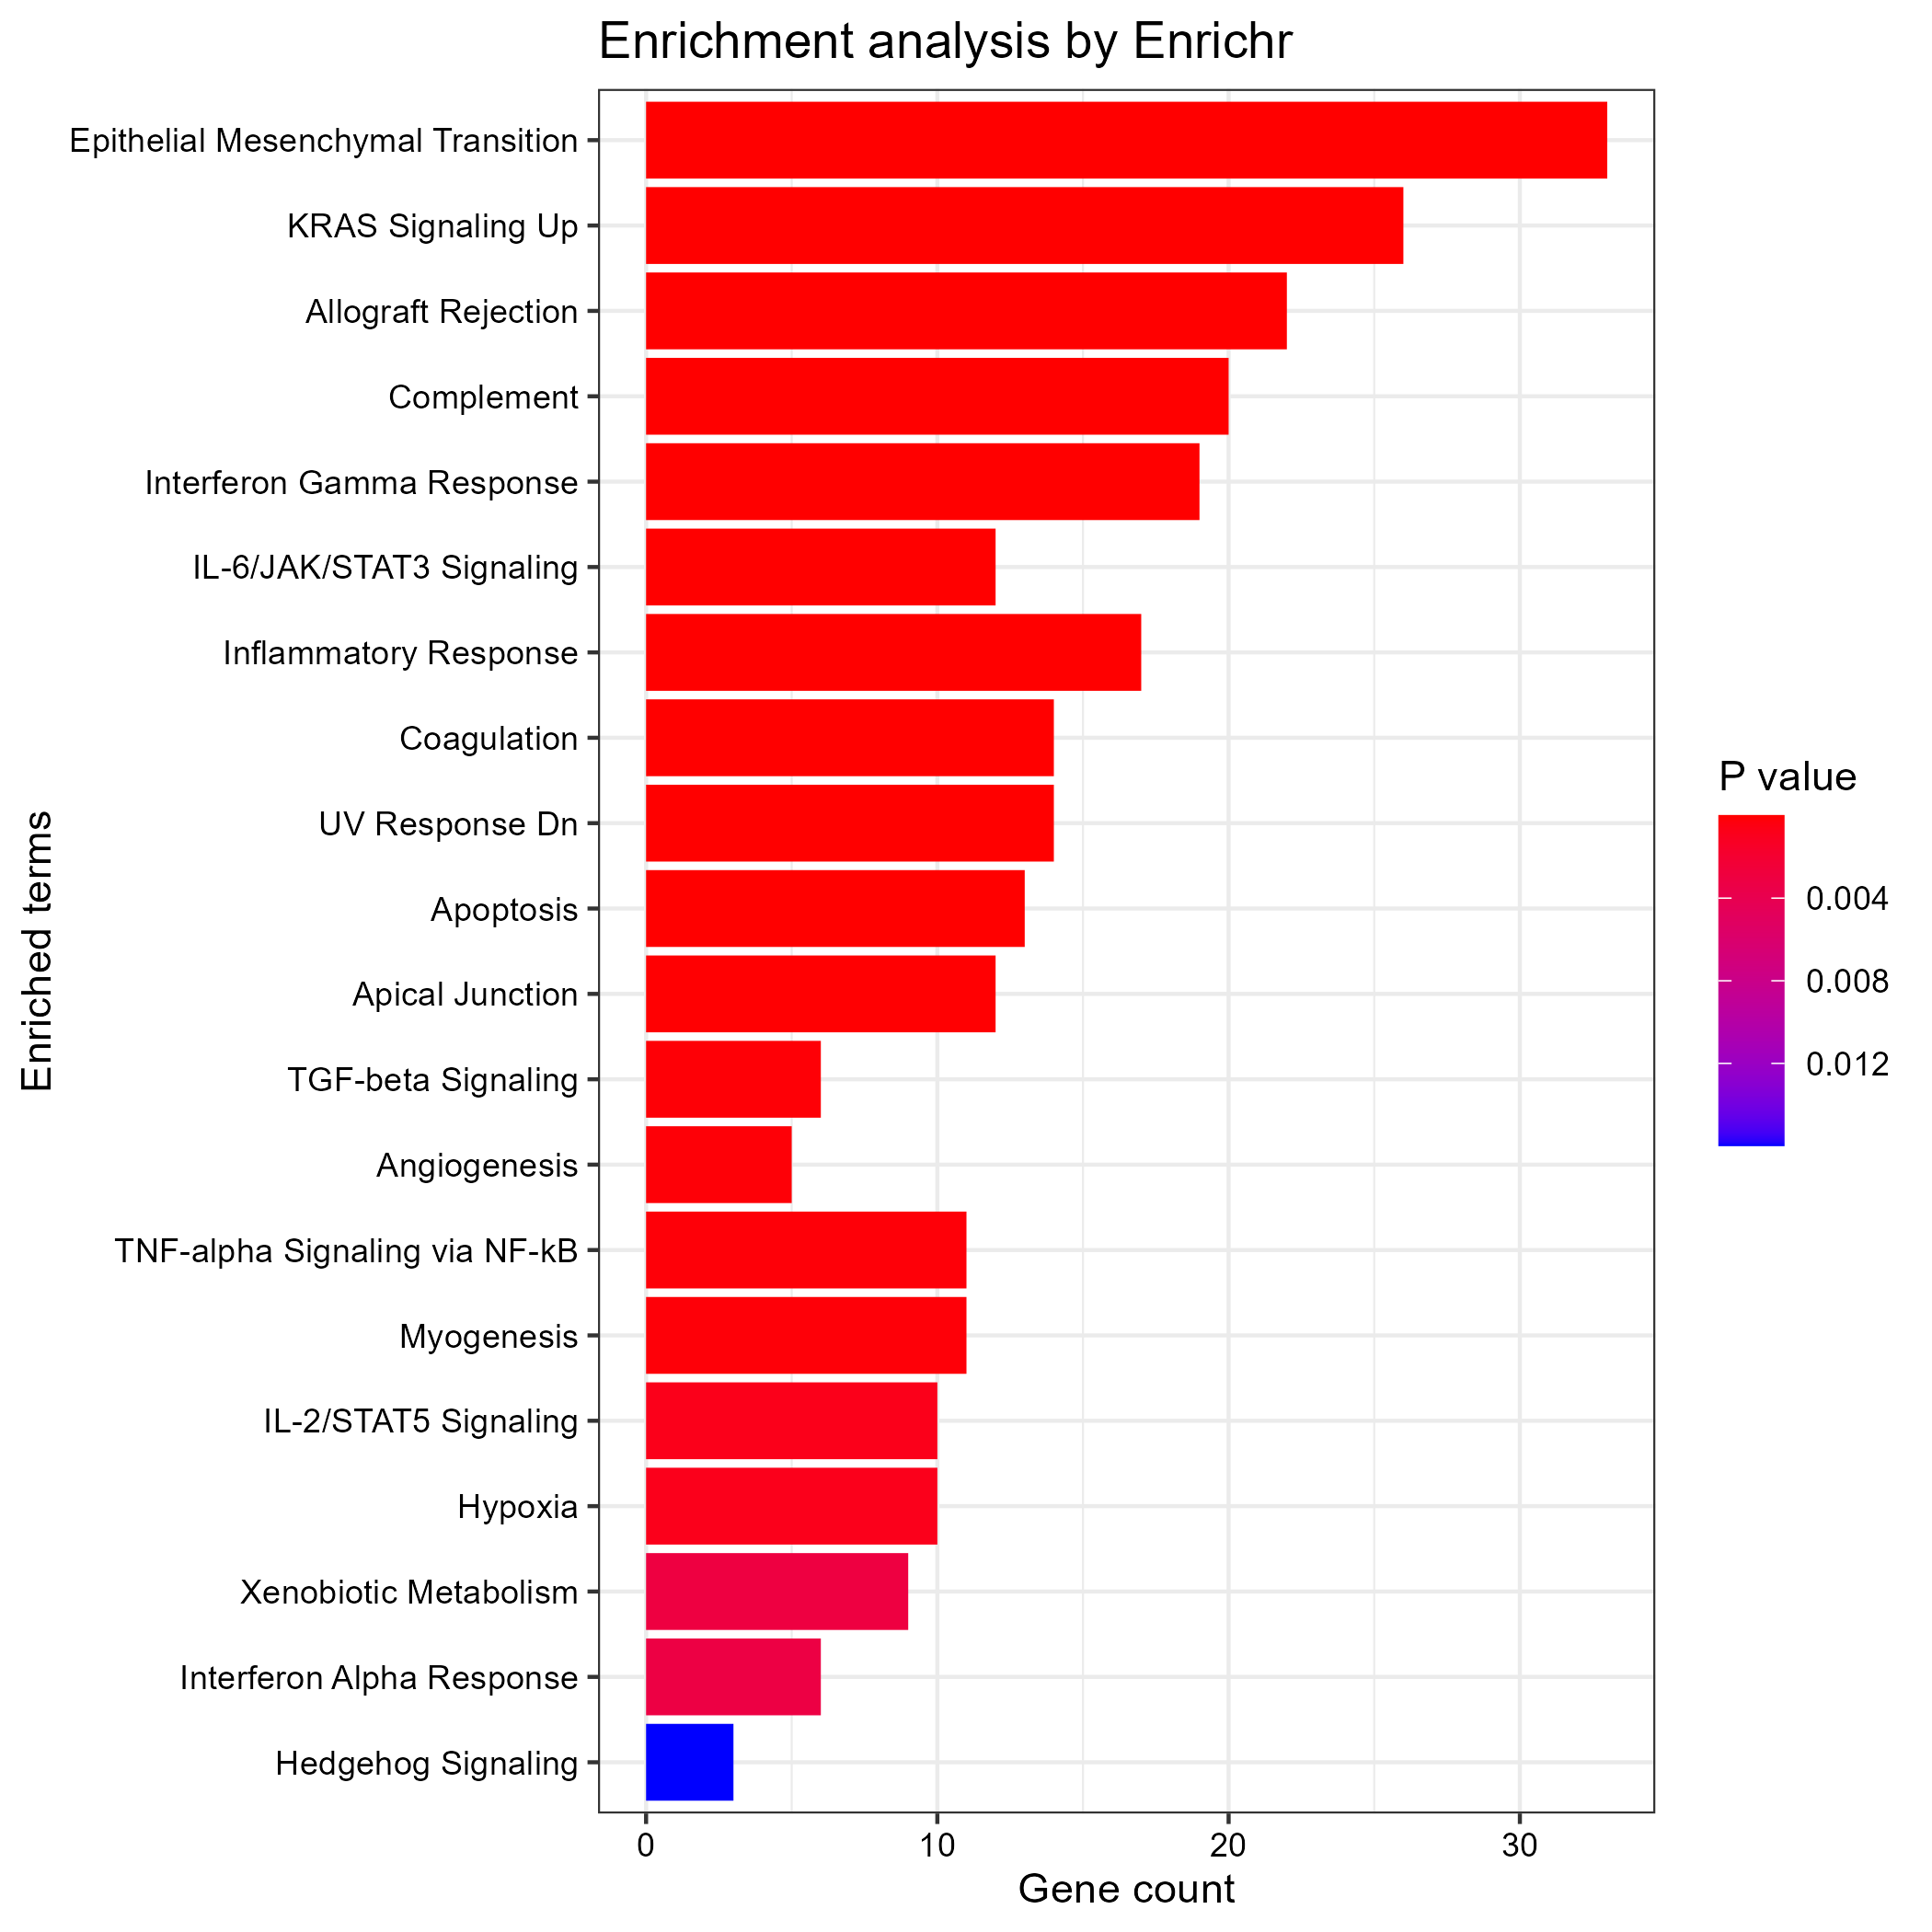 Enrichment analysis by Enrichr
Enriched terms
Epithelial Mesenchymal Transition
KRAS Signaling Up
Allograft Rejection
Complement
Interferon Gamma Response
IL-6/JAK/STAT3 Signaling
Inflammatory Response
Coagulation
UV Response Dn
Apoptosis
Apical Junction
TGF-beta Signaling
Angiogenesis
TNF-alpha Signaling via NF-kB
Myogenesis
IL-2/STAT5 Signaling
Hypoxia
Xenobiotic Metabolism
Interferon Alpha Response
Hedgehog Signaling
0 10 20 30
Gene count
P value
0.004
0.008
0.012